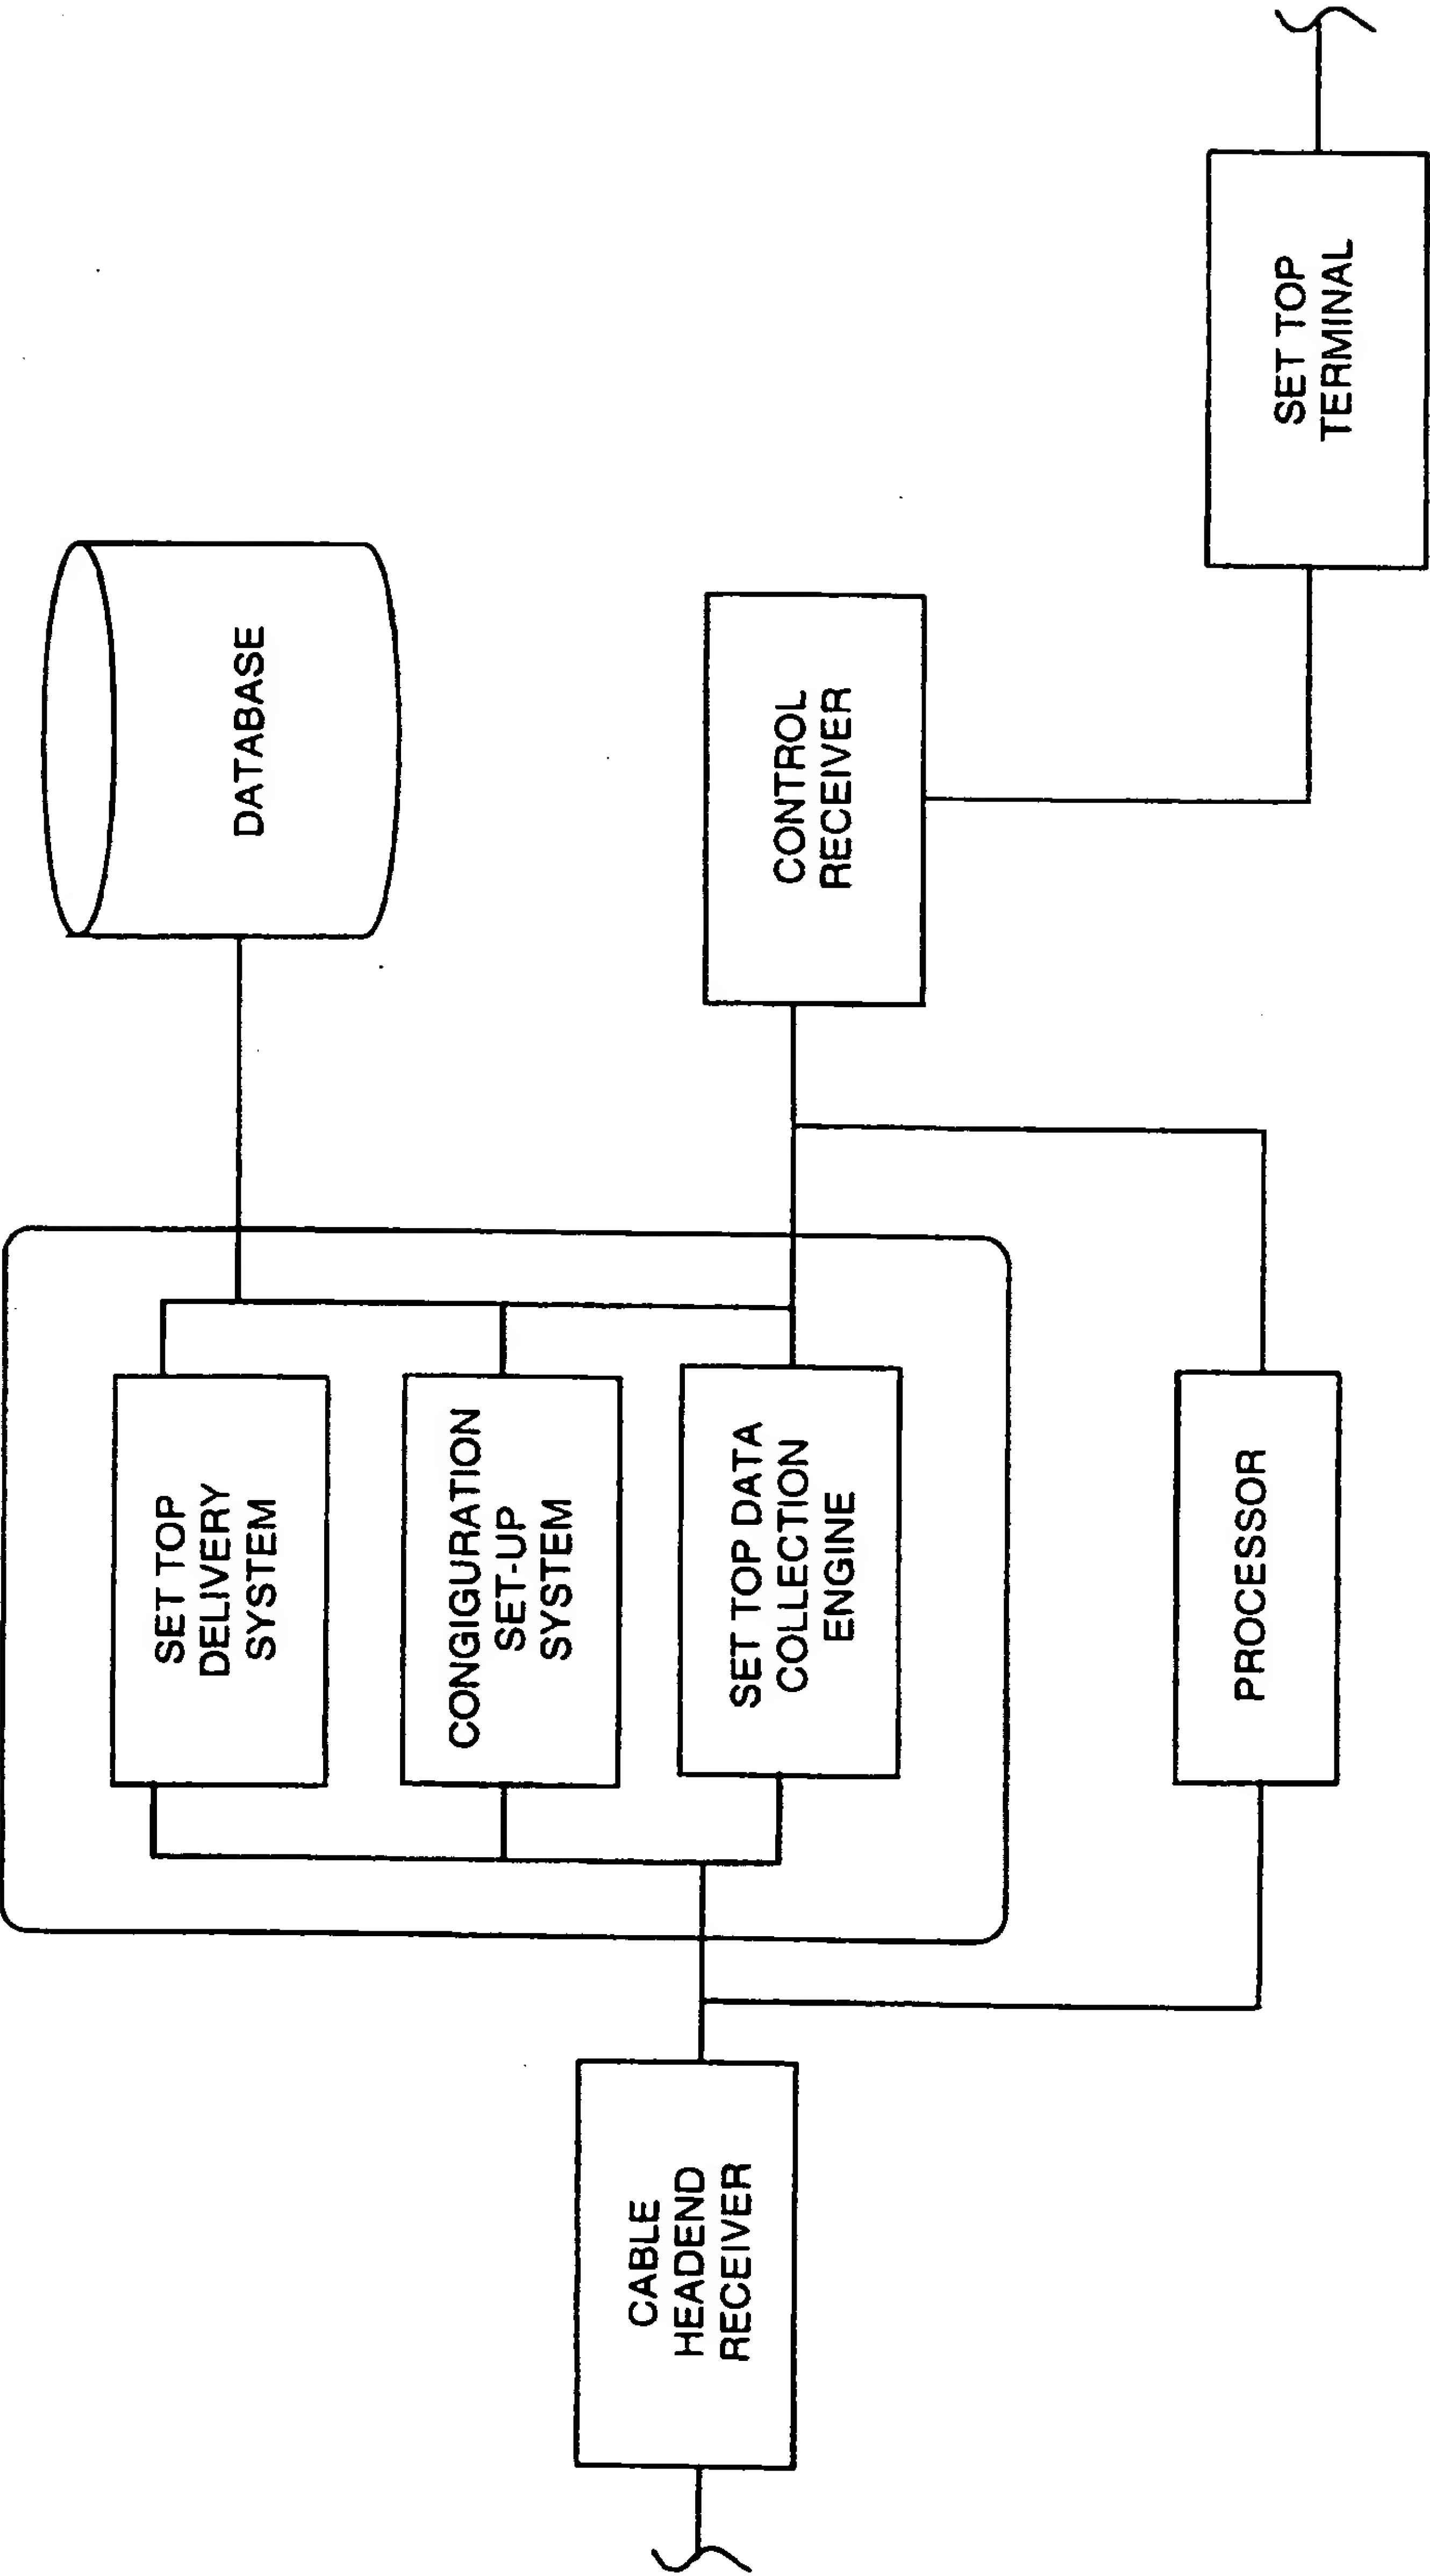 SET TOP
DELIVERY
SYSTEM
CONGIGURATION
SET-UP
SYSTEM
SET TOP DATA
COLLECTION
ENGINE
DATABASE
CABLE
HEADEND
RECEIVER
CONTROL
RECEIVER
PROCESSOR
SET TOP
TERMINAL